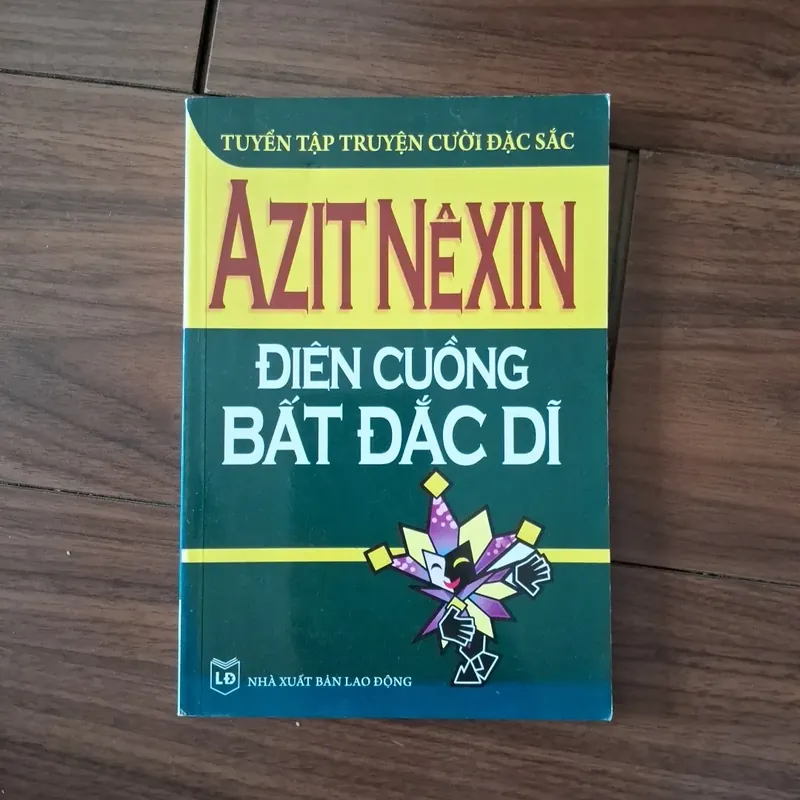 TUYỂN TẬP TRUYỆN CƯỜI ĐẶC SẮC
AZIT NÊXIN
ĐIÊN CUỒNG
BẤT ĐẮC DĨ
LĐ NHÀ XUẤT BẢN LAO ĐỘNG